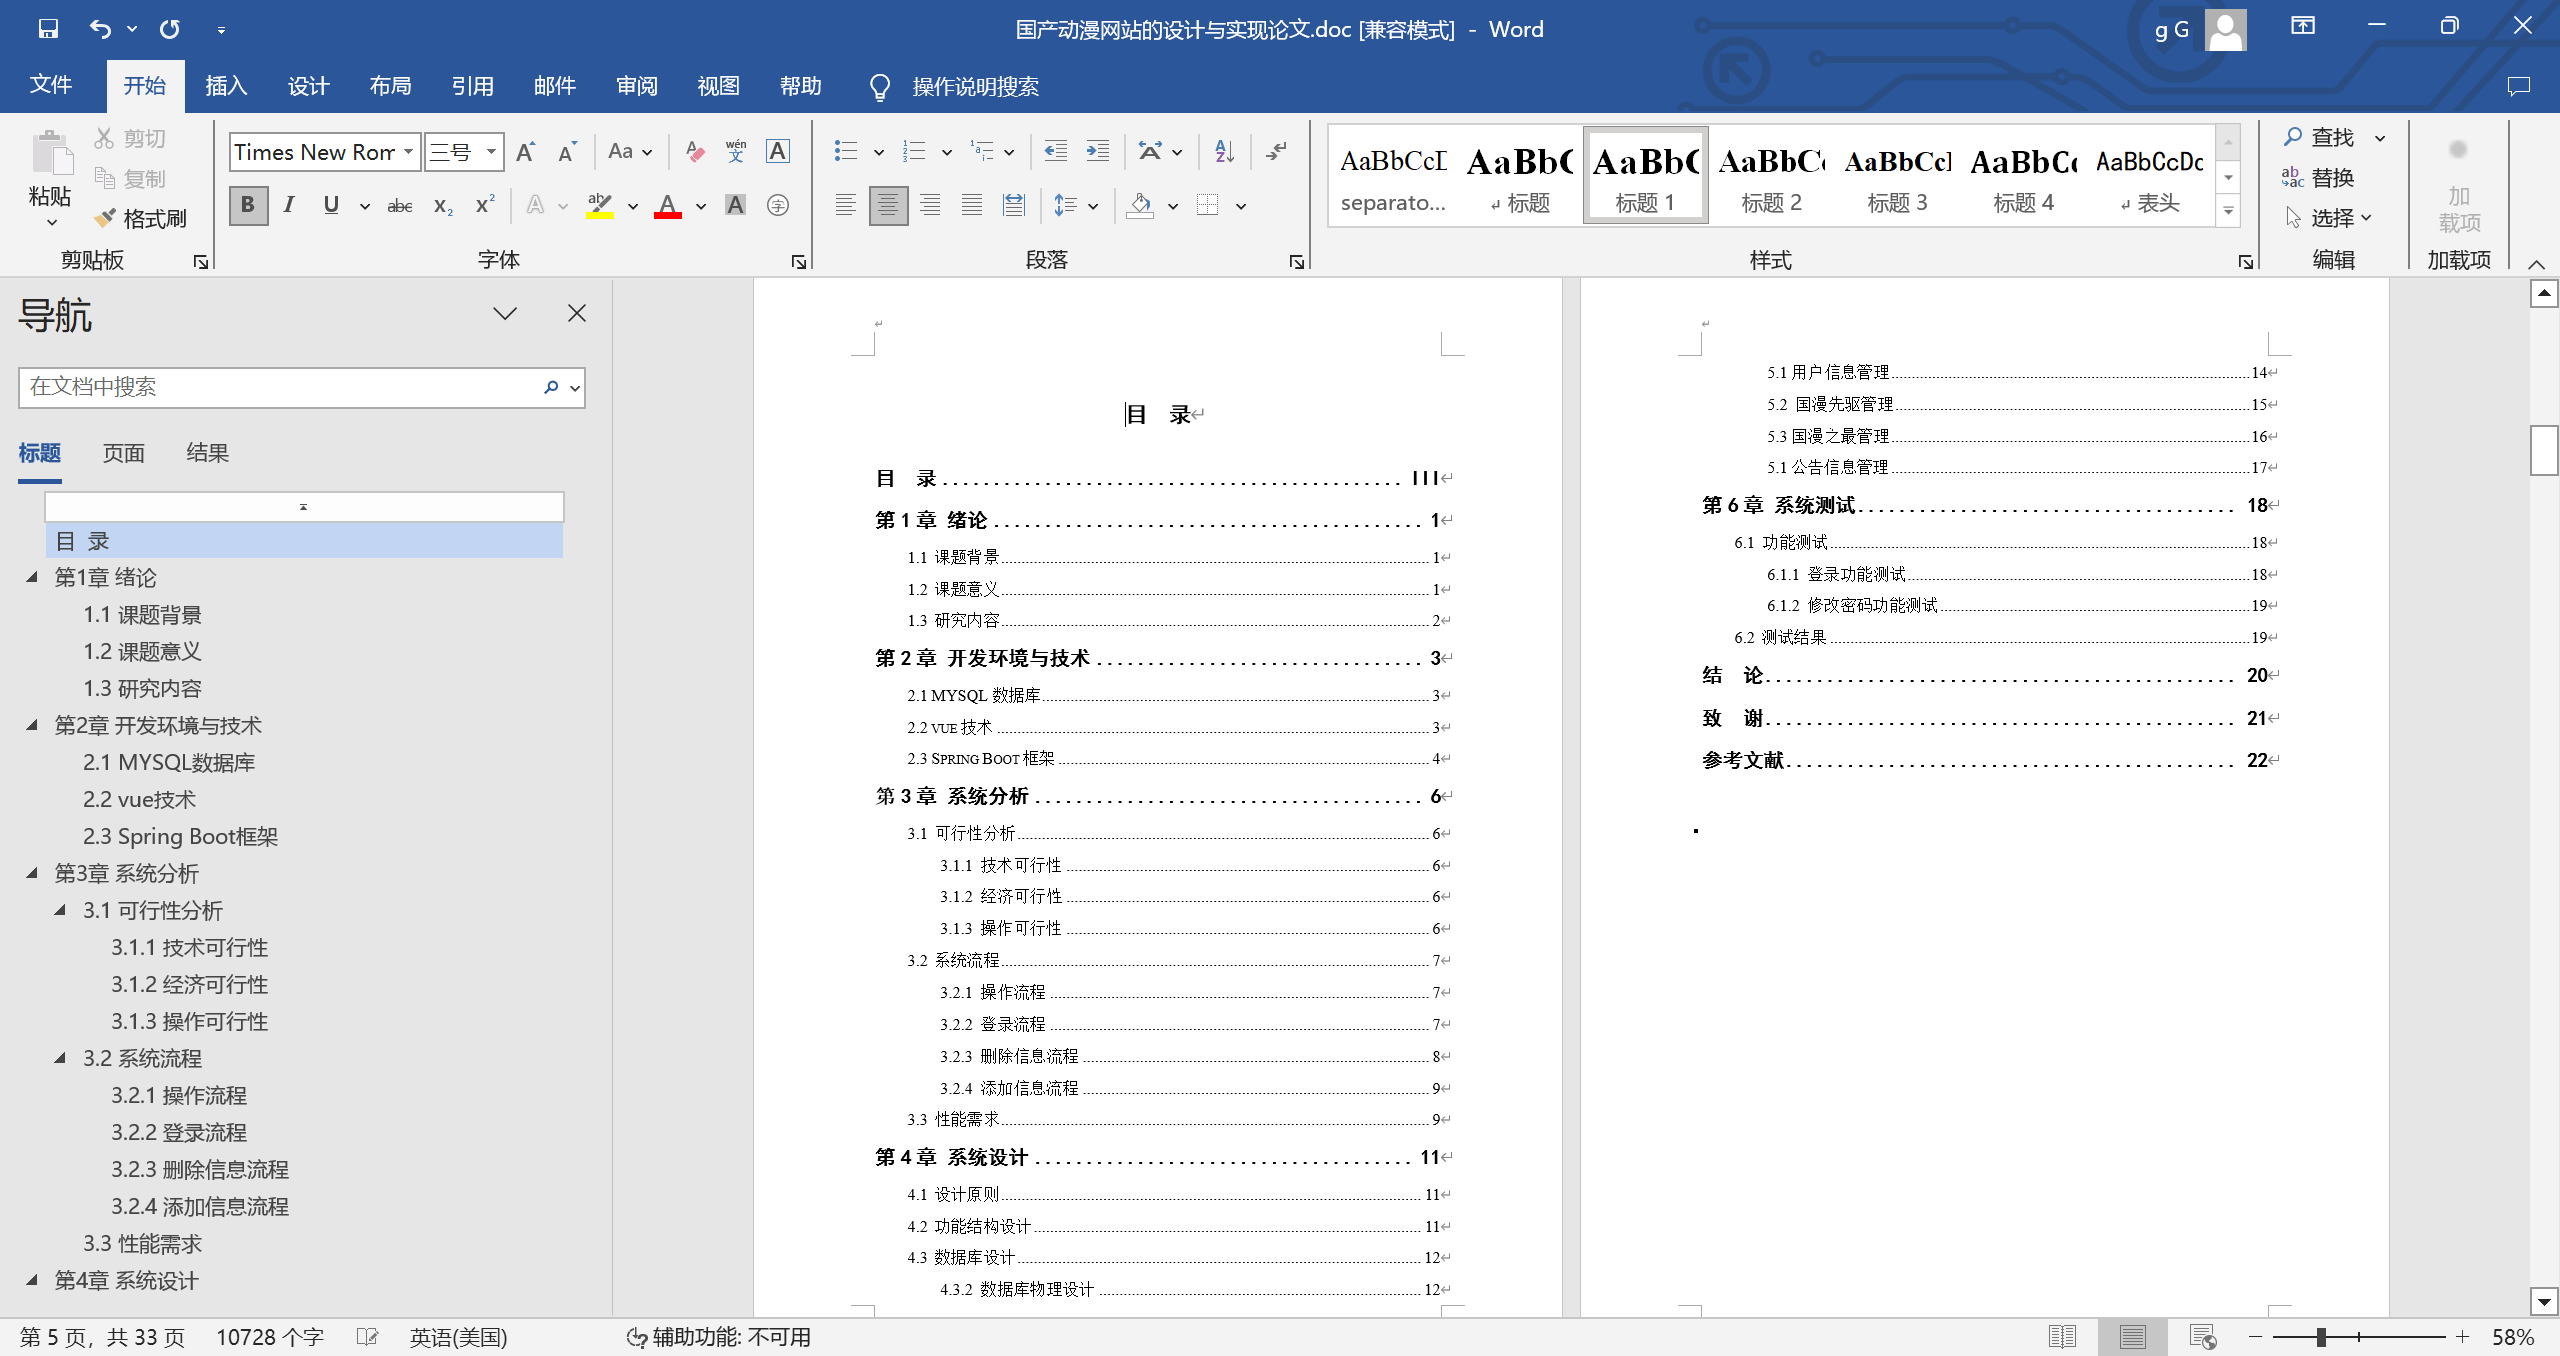 国产动漫网站的设计与实现论文.doc [兼容模式] - Word
g G
文件 开始 插入 设计 布局 引用 邮件 审阅 视图 帮助 操作说明搜索
粘贴
剪切
复制
格式刷
剪贴板
Times New Ron 三号
字体
段落
AaBbCcD AaBbC AaBbC AaBbC AaBbCcI AaBbCc AaBbCcDc
separato... 标题 标题 1 标题 2 标题 3 标题 4 表头
样式
查找
替换
选择
编辑
加
载项
加载项
导航
在文档中搜索
标题 页面 结果
目 录
第1章 绪论
1.1 课题背景
1.2 课题意义
1.3 研究内容
第2章 开发环境与技术
2.1 MYSQL数据库
2.2 vue技术
2.3 Spring Boot框架
第3章 系统分析
3.1 可行性分析
3.1.1 技术可行性
3.1.2 经济可行性
3.1.3 操作可行性
3.2 系统流程
3.2.1 操作流程
3.2.2 登录流程
3.2.3 删除信息流程
3.2.4 添加信息流程
3.3 性能需求
第4章 系统设计
目 录
目 录 III
第 1 章 绪论 1
1.1 课题背景 1
1.2 课题意义 1
1.3 研究内容 2
第 2 章 开发环境与技术 3
2.1 MYSQL 数据库 3
2.2 VUE 技术 3
2.3 SPRING BOOT 框架 4
第 3 章 系统分析 6
3.1 可行性分析 6
3.1.1 技术可行性 6
3.1.2 经济可行性 6
3.1.3 操作可行性 6
3.2 系统流程 7
3.2.1 操作流程 7
3.2.2 登录流程 7
3.2.3 删除信息流程 8
3.2.4 添加信息流程 9
3.3 性能需求 9
第 4 章 系统设计 11
4.1 设计原则 11
4.2 功能结构设计 11
4.3 数据库设计 12
4.3.2 数据库物理设计 12
5.1 用户信息管理 14
5.2 国漫先驱管理 15
5.3 国漫之最管理 16
5.1 公告信息管理 17
第 6 章 系统测试 18
6.1 功能测试 18
6.1.1 登录功能测试 18
6.1.2 修改密码功能测试 19
6.2 测试结果 19
结 论 20
致 谢 21
参考文献 22
第 5 页，共 33 页 10728 个字 英语(美国) 辅助功能: 不可用 58%